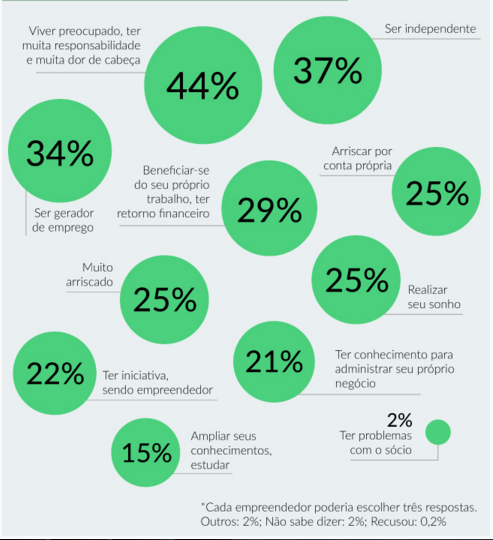 Viver preocupado, ter
muita responsabilidade
e muita dor de cabeça
44%
37%
Ser independente
34%
Ser gerador
de emprego
Beneficiar-se
do seu próprio
trabalho, ter
retorno financeiro
29%
Arriscar por
conta própria
25%
Muito
arriscado
25%
25%
Realizar
seu sonho
22%
Ter iniciativa,
sendo empreendedor
21%
Ter conhecimento para
administrar seu próprio
negócio
15%
Ampliar seus
conhecimentos,
estudar
2%
Ter problemas
com o sócio
*Cada empreendedor poderia escolher três respostas.
Outros: 2%; Não sabe dizer: 2%; Recusou: 0,2%